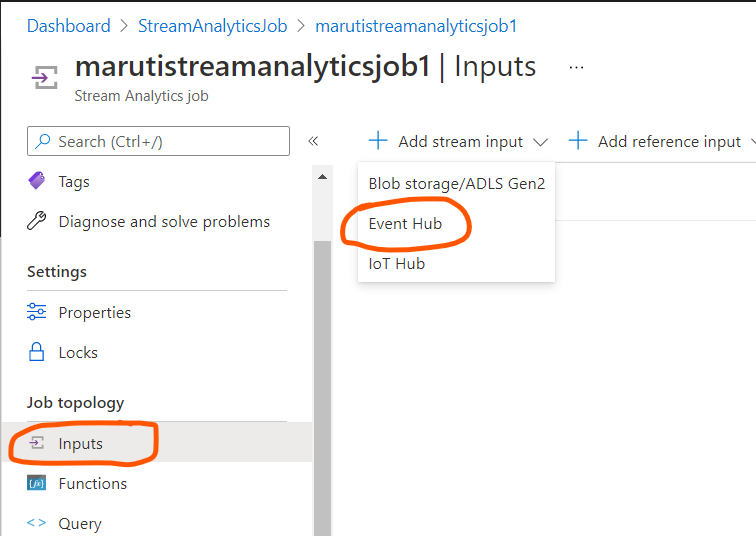 Dashboard > StreamAnalyticsJob > marutistreamanalyticsjob1
marutistreamanalyticsjob1 | Inputs ...
Stream Analytics job
Search (Ctrl+/) «
Add stream input
Add reference input
Blob storage/ADLS Gen2
Event Hub
IoT Hub
Tags
Diagnose and solve problems
Settings
Properties
Locks
Job topology
Inputs
Functions
Query